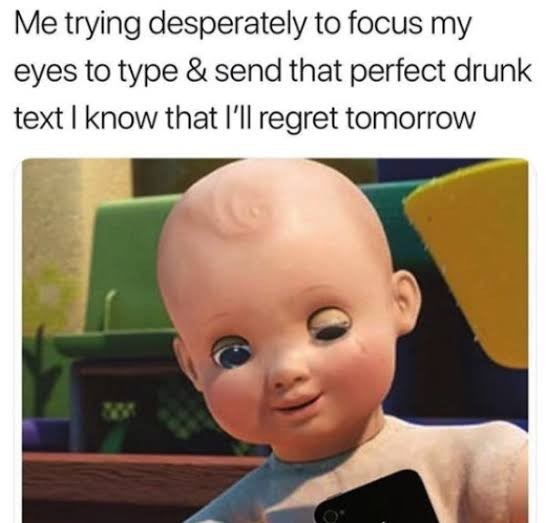 Me trying desperately to focus my
eyes to type & send that perfect drunk
text I know that I'll regret tomorrow